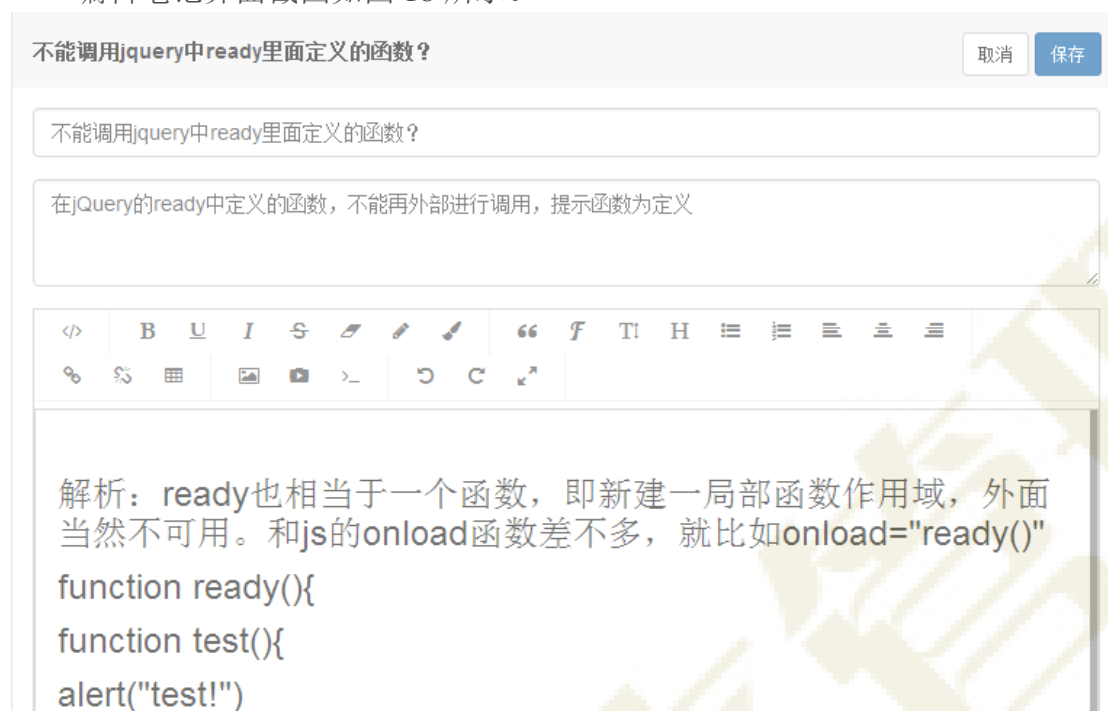 不能调用jquery中ready里面定义的函数？
取消 保存
不能调用jquery中ready里面定义的函数？
在jQuery的ready中定义的函数，不能再外部进行调用，提示函数为定义
</> B U I S “ F T↕ H
>_
解析：ready也相当于一个函数，即新建一局部函数作用域，外面
当然不可用。和js的onload函数差不多，就比如onload="ready()"
function ready(){
function test(){
alert("test!")